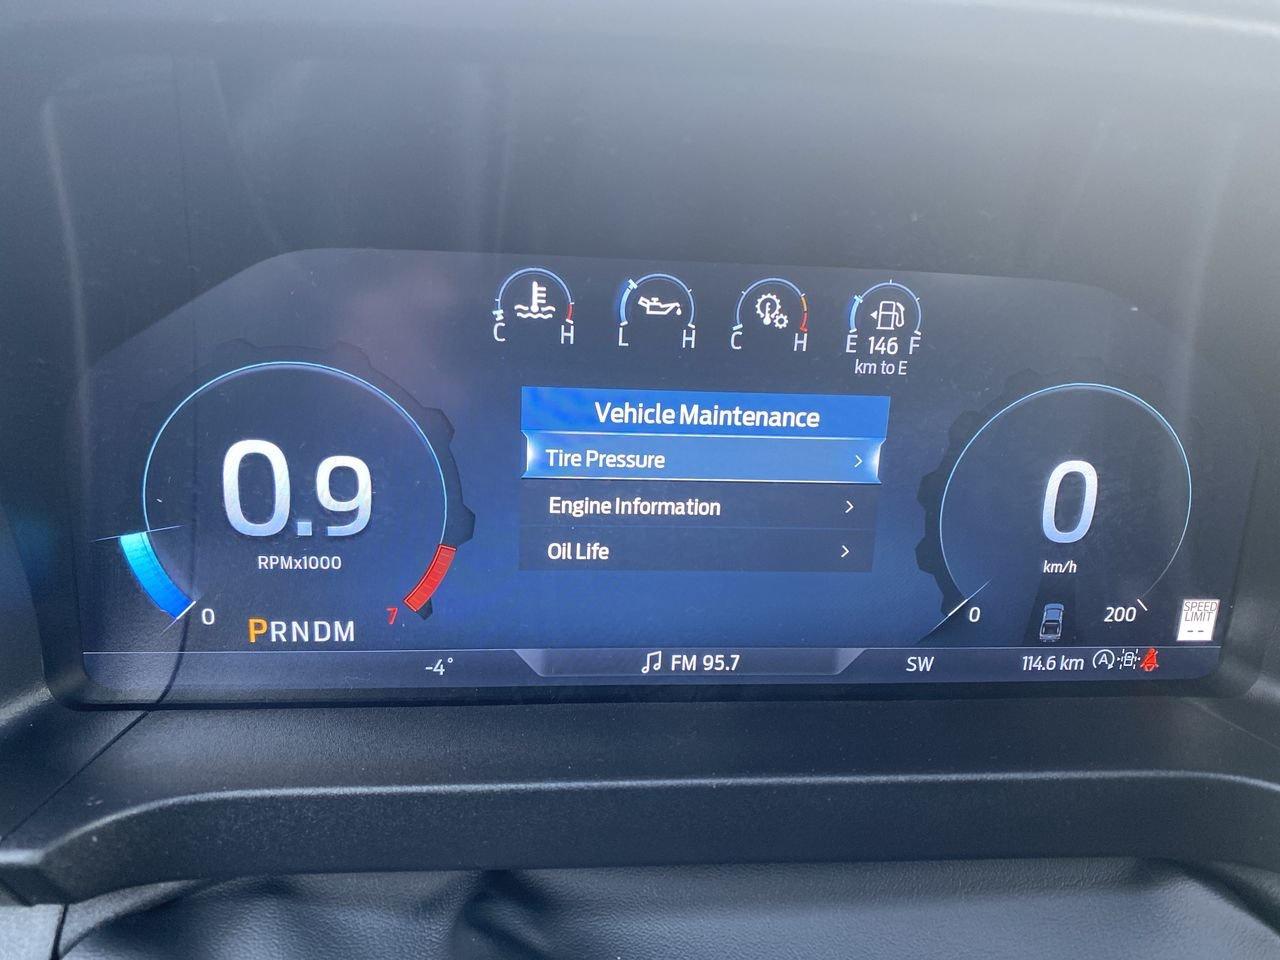 C H
L H
C H
E 146 F
km to E
Vehicle Maintenance
Tire Pressure
Engine Information
Oil Life
0.9
RPMx1000
0 7
PRNDM
0
km/h
0 200
SPEED
LIMIT
--
-4°
FM 95.7
SW
114.6 km
A